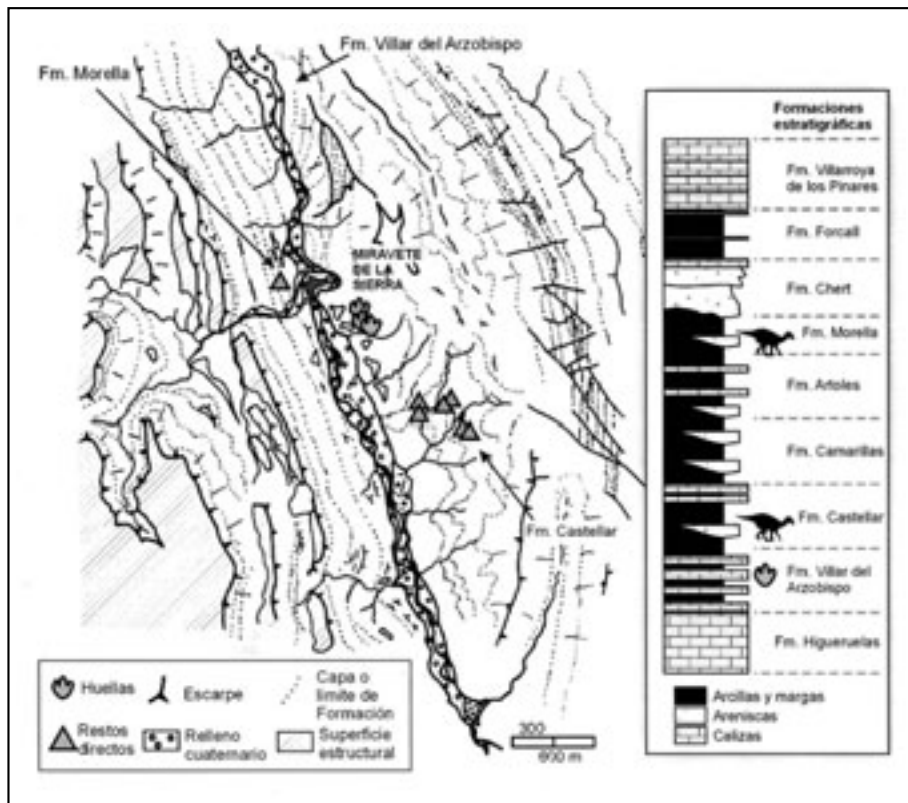 Fm. Villar del Arzobispo
Fm. Morella
MIRAVETE
DE LA
SIERRA
Fm. Castellar
Formaciones
estratigráficas
Fm. Villarroya
de los Pinares
Fm. Forcall
Fm. Chert
Fm. Morella
Fm. Artoles
Fm. Camarillas
Fm. Castellar
Fm. Villar del
Arzobispo
Fm. Higueruelas
Arcillas y margas
Areniscas
Calizas
Huellas
Escarpe
Capa o
límite de
Formación
Restos
directos
Relleno
cuaternario
Superficie
estructural
300
600 m